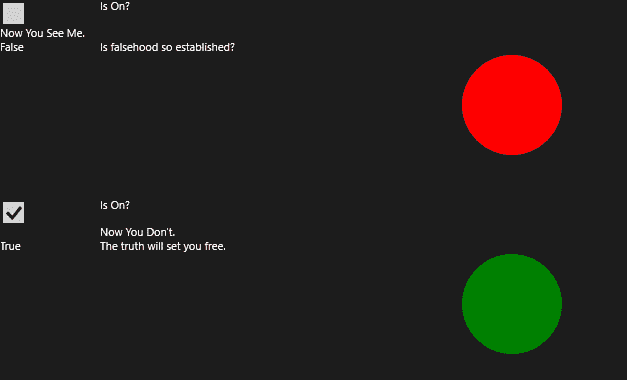 Is On?
Now You See Me.
False Is falsehood so established?
Is On?
Now You Don't.
True The truth will set you free.